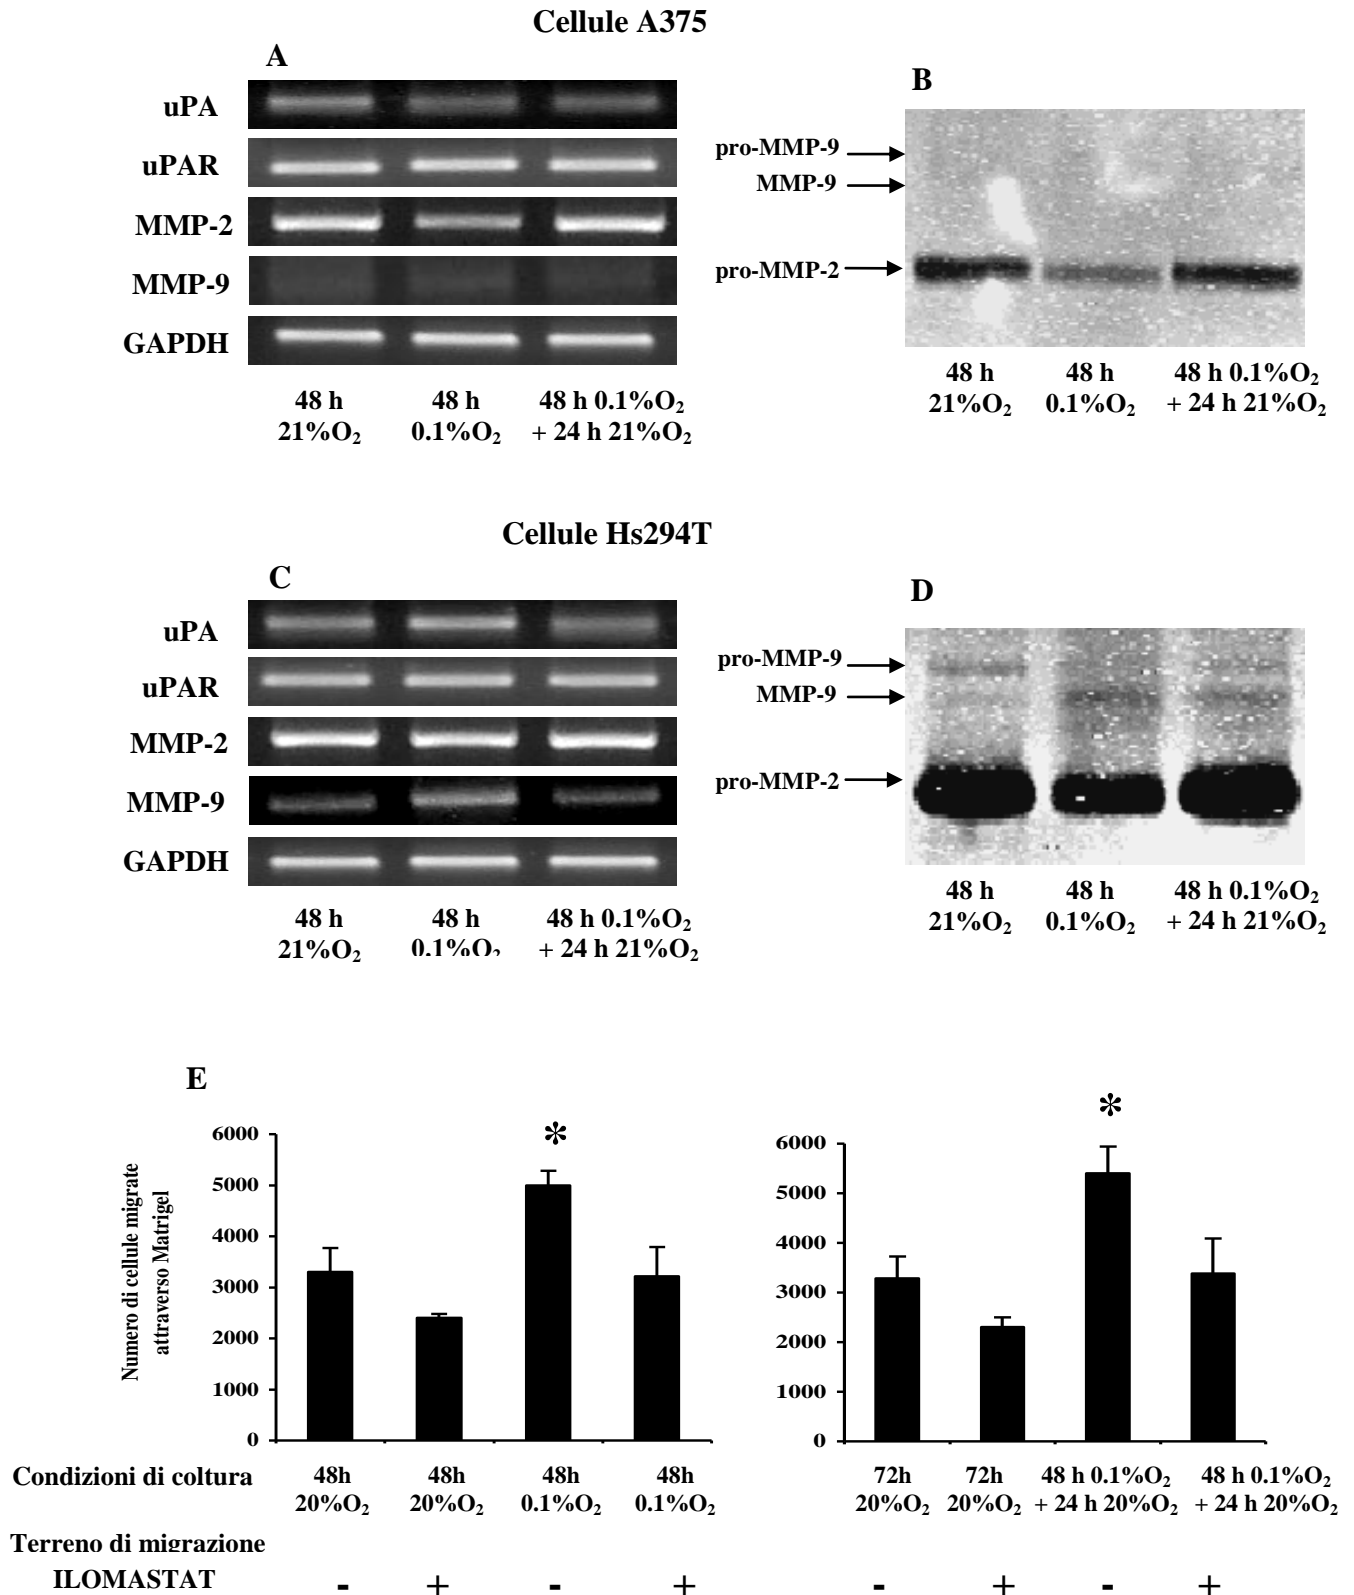 Cellule A375
A
uPA
uPAR
MMP-2
MMP-9
GAPDH
48 h 48 h 48 h 0.1%O₂
21%O₂ 0.1%O₂ + 24 h 21%O₂
B
pro-MMP-9
MMP-9
pro-MMP-2
48 h 48 h 48 h 0.1%O₂
21%O₂ 0.1%O₂ + 24 h 21%O₂
Cellule Hs294T
C
uPA
uPAR
MMP-2
MMP-9
GAPDH
48 h 48 h 48 h 0.1%O₂
21%O₂ 0.1%O₂ + 24 h 21%O₂
D
pro-MMP-9
MMP-9
pro-MMP-2
48 h 48 h 48 h 0.1%O₂
21%O₂ 0.1%O₂ + 24 h 21%O₂
E
Numero di cellule migrate
attraverso Matrigel
6000
5000
4000
3000
2000
1000
0
*
6000
5000
4000
3000
2000
1000
0
*
Condizioni di coltura 48h 48h 48h 48h 72h 72h 48 h 0.1%O₂ 48 h 0.1%O₂
20%O₂ 20%O₂ 0.1%O₂ 0.1%O₂ 20%O₂ 20%O₂ + 24 h 20%O₂ + 24 h 20%O₂
Terreno di migrazione
ILOMASTAT - + - + - + - +